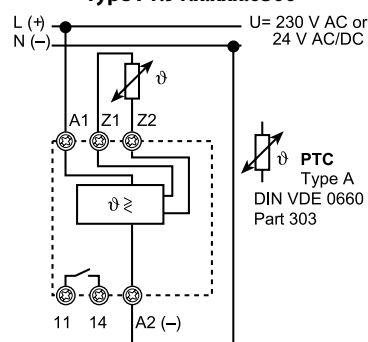 L (+)
U= 230 V AC or
24 V AC/DC
N (–)
ϑ
A1 Z1 Z2
ϑ PTC
Type A
DIN VDE 0660
Part 303
ϑ ≷
11 14 A2 (–)